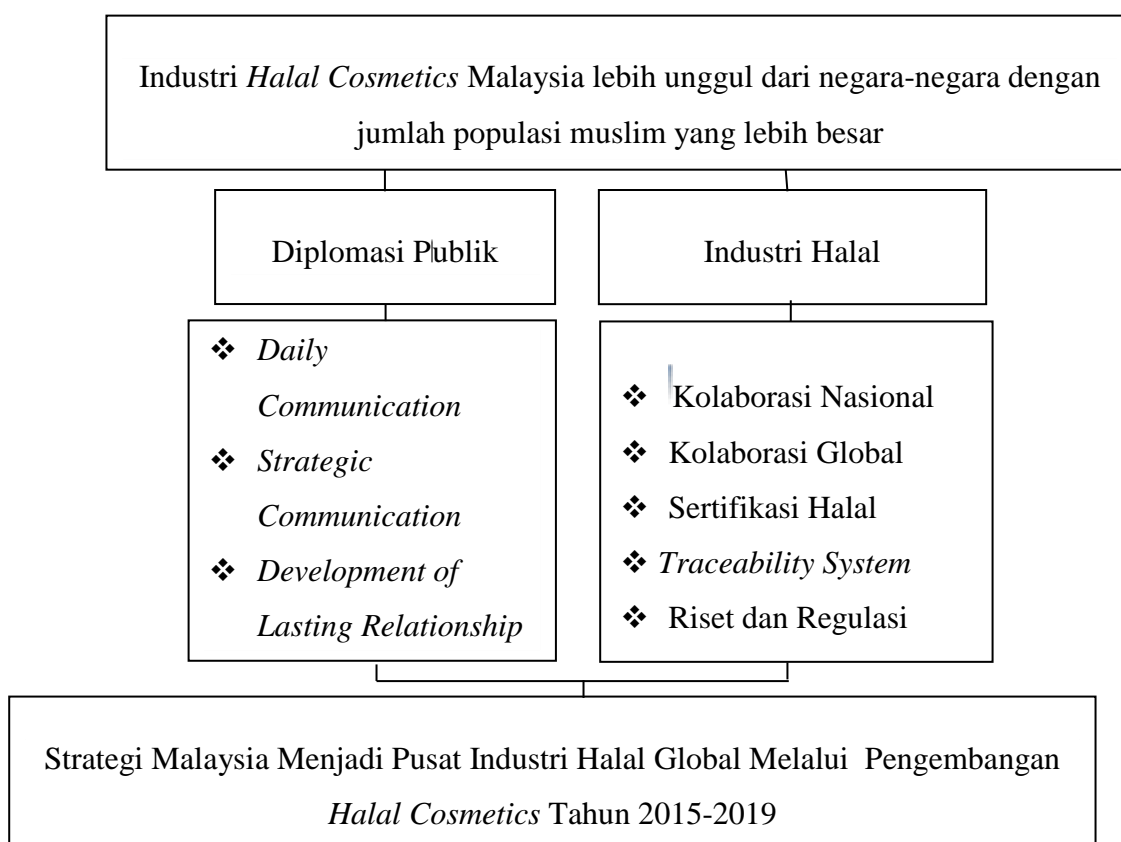 Industri Halal Cosmetics Malaysia lebih unggul dari negara-negara dengan
jumlah populasi muslim yang lebih besar
Diplomasi Publik
Industri Halal
❖ Daily
Communication
❖ Strategic
Communication
❖ Development of
Lasting Relationship
❖ Kolaborasi Nasional
❖ Kolaborasi Global
❖ Sertifikasi Halal
❖ Traceability System
❖ Riset dan Regulasi
Strategi Malaysia Menjadi Pusat Industri Halal Global Melalui Pengembangan
Halal Cosmetics Tahun 2015-2019